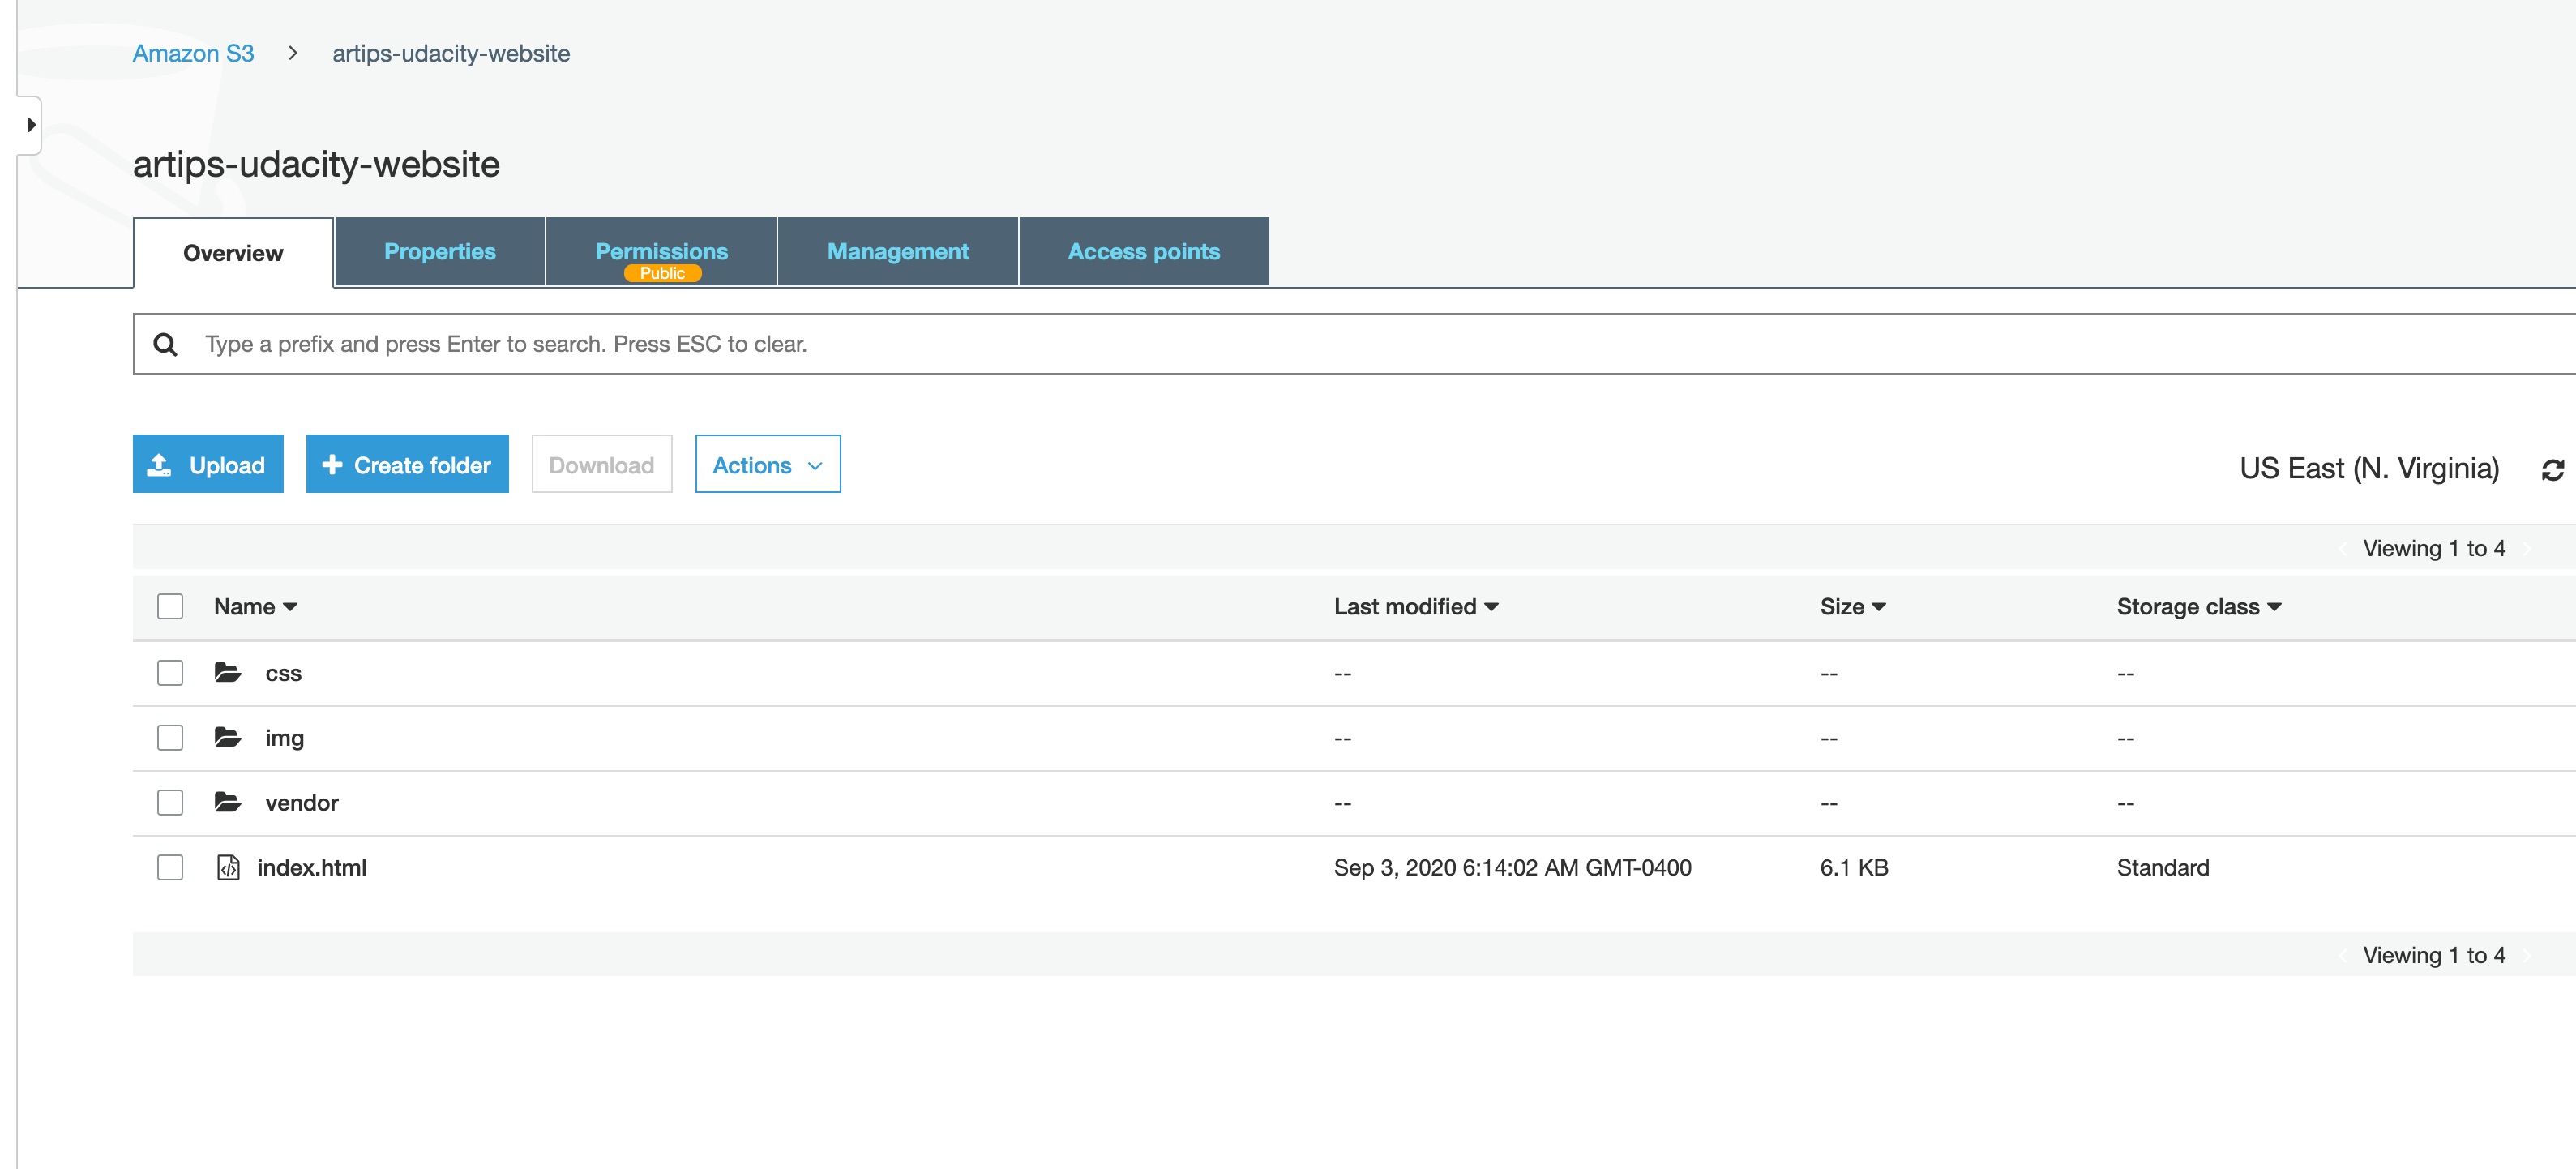 Amazon S3 > artips-udacity-website
artips-udacity-website
Overview Properties Permissions Management Access points
Public
Type a prefix and press Enter to search. Press ESC to clear.
Upload + Create folder Download Actions
US East (N. Virginia)
Viewing 1 to 4
Name Last modified Size Storage class
css -- -- --
img -- -- --
vendor -- -- --
index.html Sep 3, 2020 6:14:02 AM GMT-0400 6.1 KB Standard
Viewing 1 to 4